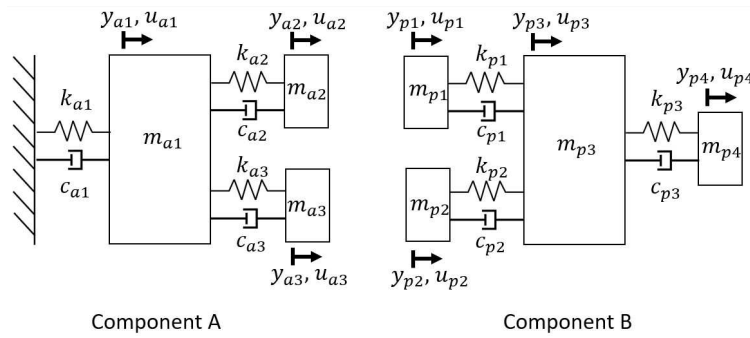 y_{a1}, u_{a1}
y_{a2}, u_{a2}
k_{a1}
c_{a1}
m_{a1}
k_{a2}
c_{a2}
m_{a2}
k_{a3}
c_{a3}
m_{a3}
y_{a3}, u_{a3}
Component A
y_{p1}, u_{p1}
y_{p3}, u_{p3}
y_{p4}, u_{p4}
m_{p1}
k_{p1}
c_{p1}
m_{p2}
k_{p2}
c_{p2}
m_{p3}
k_{p3}
c_{p3}
m_{p4}
y_{p2}, u_{p2}
Component B